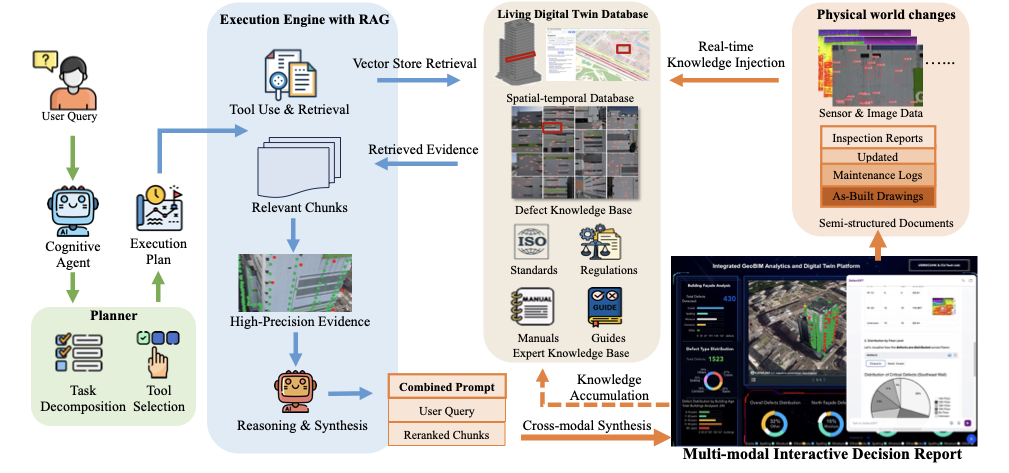 Execution Engine with RAG
Living Digital Twin Database
Physical world changes
User Query
Cognitive
Agent
Execution
Plan
Planner
Task
Decomposition
Tool
Selection
Tool Use & Retrieval
Relevant Chunks
High-Precision Evidence
Reasoning & Synthesis
Vector Store Retrieval
Retrieved Evidence
Combined Prompt
User Query
Reranked Chunks
Spatial-temporal Database
Defect Knowledge Base
ISO
Standards
Regulations
MANUAL
GUIDE
Manuals
Guides
Expert Knowledge Base
Real-time
Knowledge Injection
Knowledge
Accumulation
Cross-modal Synthesis
Sensor & Image Data
Inspection Reports
Updated
Maintenance Logs
As-Built Drawings
Semi-structured Documents
Integrated GeoBIM Analytics and Digital Twin Platform
Building Façade Analysis
430
Defect Type Distribution
1523
Overall Defects Distribution
32%
Distribution of Critical Defects (Southeast Wall)
Multi-modal Interactive Decision Report